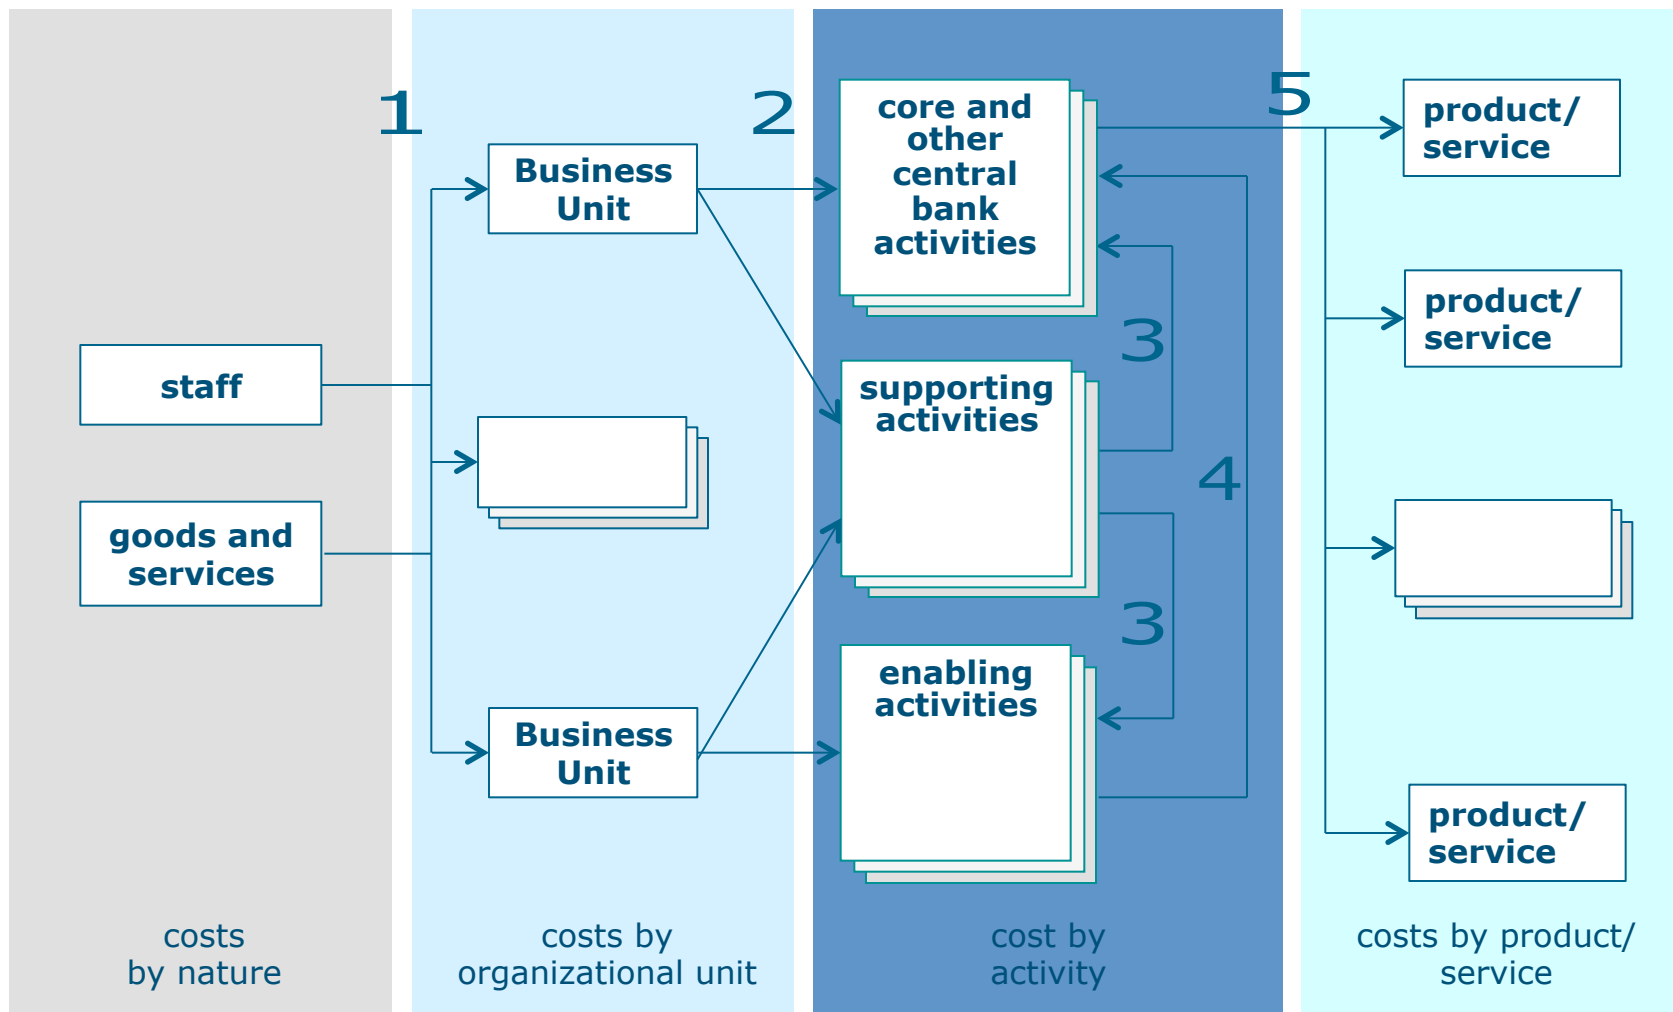 1
2
5
core and
other
central
bank
activities
product/
service
Business
Unit
product/
service
3
staff
supporting
activities
4
goods and
services
3
enabling
activities
Business
Unit
product/
service
costs
by nature
costs by
organizational unit
cost by
activity
costs by product/
service